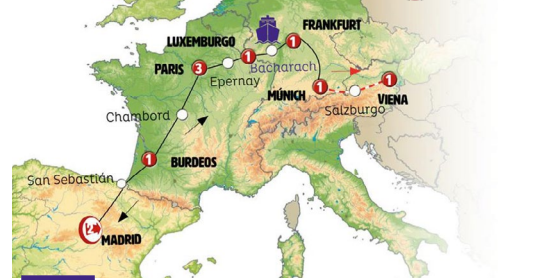 FRANKFURT
LUXEMBURGO
1
1
Bacharach
PARIS
3
Epernay
MÚNICH
1
1
VIENA
Salzburgo
Chambord
1
BURDEOS
San Sebastián
2
MADRID